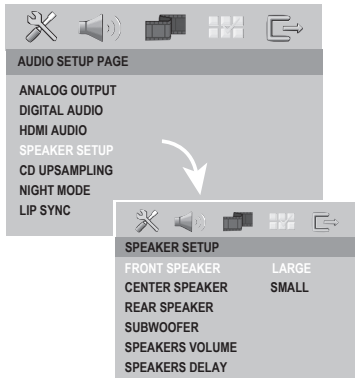 AUDIO SETUP PAGE
ANALOG OUTPUT
DIGITAL AUDIO
HDMI AUDIO
SPEAKER SETUP
CD UPSAMPLING
NIGHT MODE
LIP SYNC
SPEAKER SETUP
FRONT SPEAKER LARGE
CENTER SPEAKER SMALL
REAR SPEAKER
SUBWOOFER
SPEAKERS VOLUME
SPEAKERS DELAY